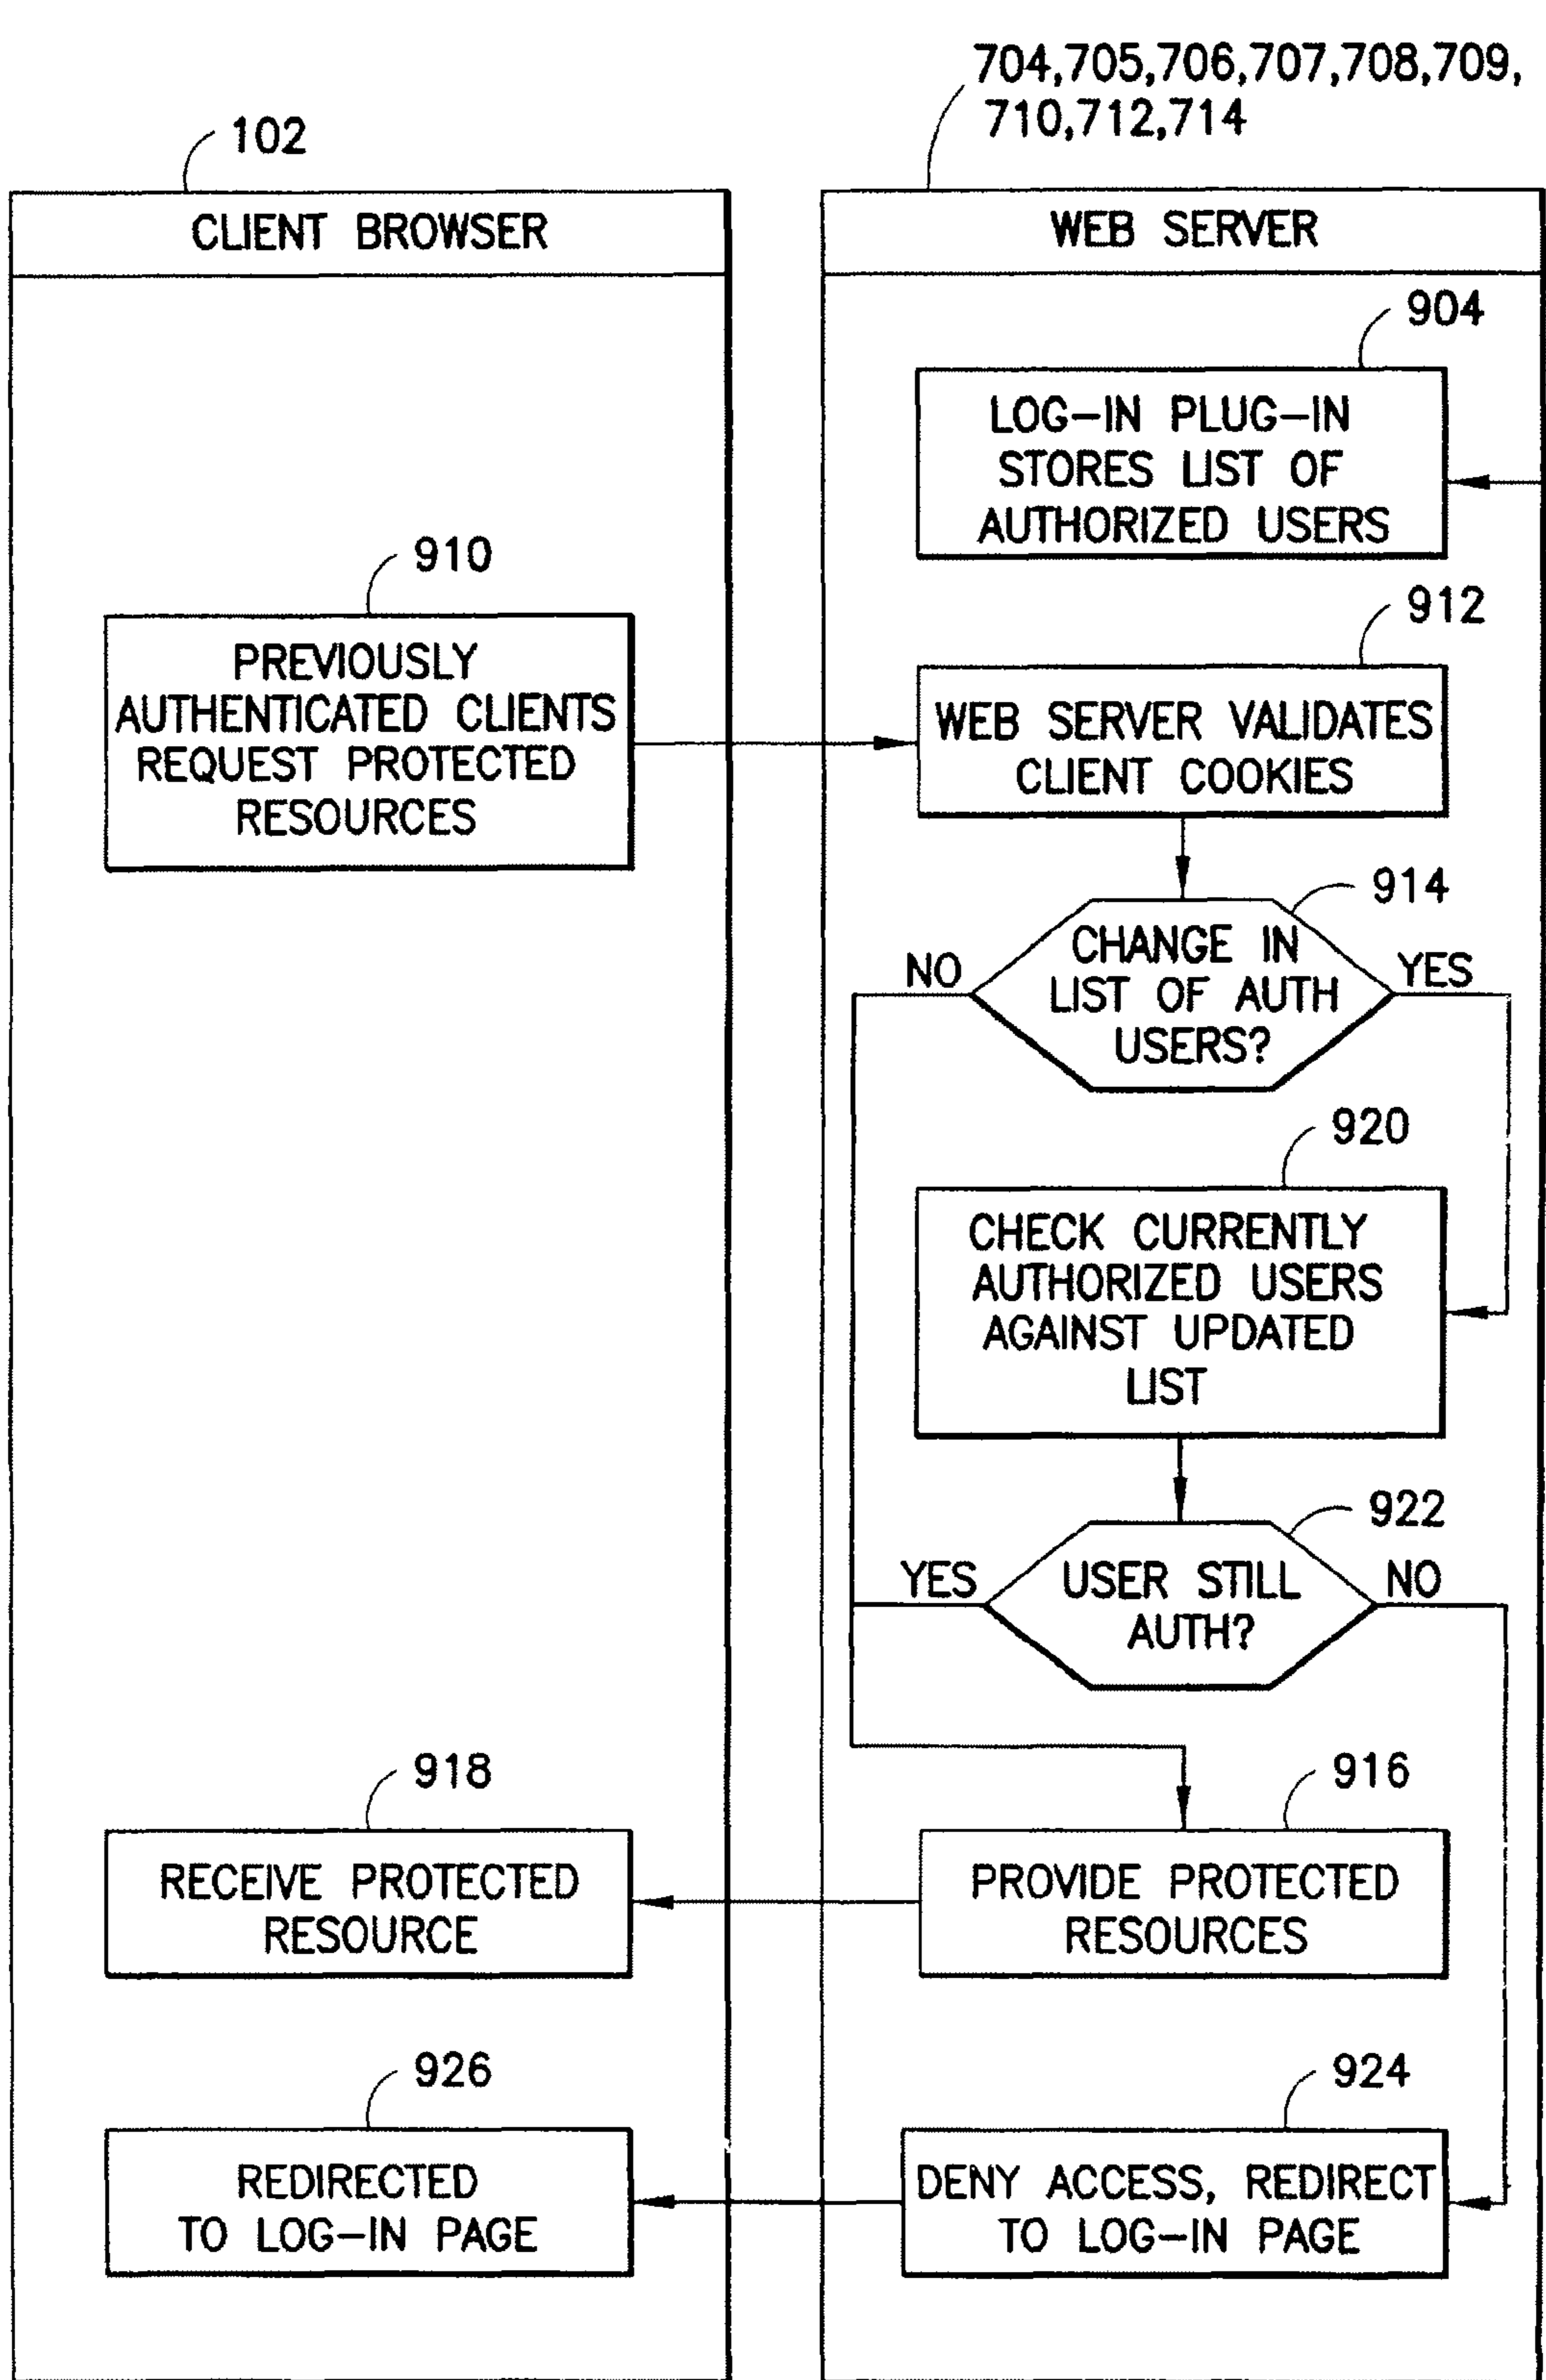 704,705,706,707,708,709,
710,712,714
102
CLIENT BROWSER
WEB SERVER
904
LOG-IN PLUG-IN
STORES LIST OF
AUTHORIZED USERS
910
PREVIOUSLY
AUTHENTICATED CLIENTS
REQUEST PROTECTED
RESOURCES
912
WEB SERVER VALIDATES
CLIENT COOKIES
914
CHANGE IN
LIST OF AUTH
USERS?
NO
YES
920
CHECK CURRENTLY
AUTHORIZED USERS
AGAINST UPDATED
LIST
922
USER STILL
AUTH?
YES
NO
918
RECEIVE PROTECTED
RESOURCE
916
PROVIDE PROTECTED
RESOURCES
926
REDIRECTED
TO LOG-IN PAGE
924
DENY ACCESS, REDIRECT
TO LOG-IN PAGE